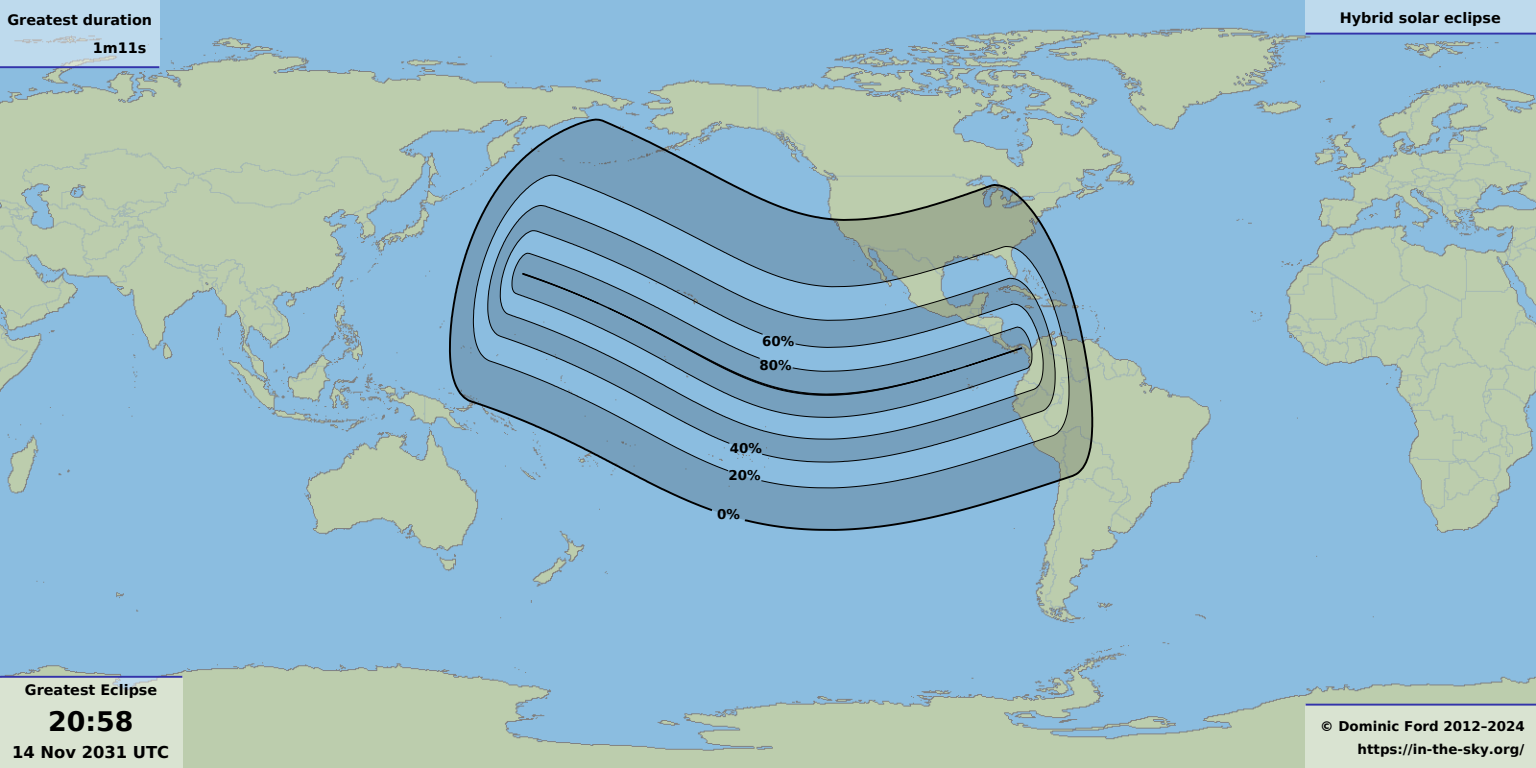 Greatest duration
1m11s
Hybrid solar eclipse
60%
80%
40%
20%
0%
Greatest Eclipse
20:58
14 Nov 2031 UTC
© Dominic Ford 2012–2024
https://in-the-sky.org/